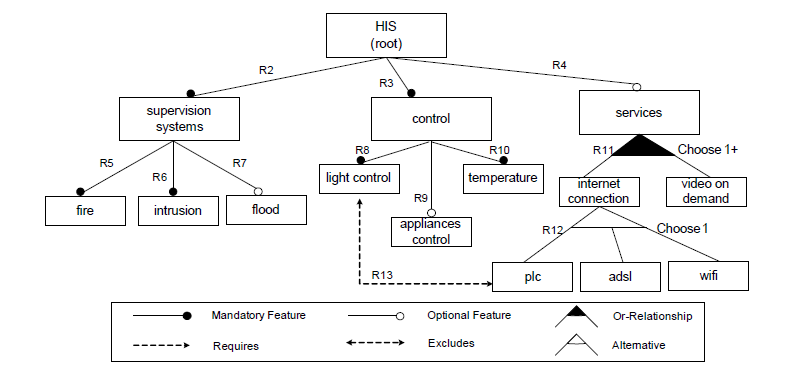 HIS
(root)
R2
R3
R4
supervision
systems
control
services
R5
R6
R7
R8
R9
R10
R11
Choose 1+
fire
intrusion
flood
light control
temperature
appliances
control
internet
connection
video on
demand
R12
Choose 1
R13
plc
adsl
wifi
Mandatory Feature
Optional Feature
Or-Relationship
Requires
Excludes
Alternative